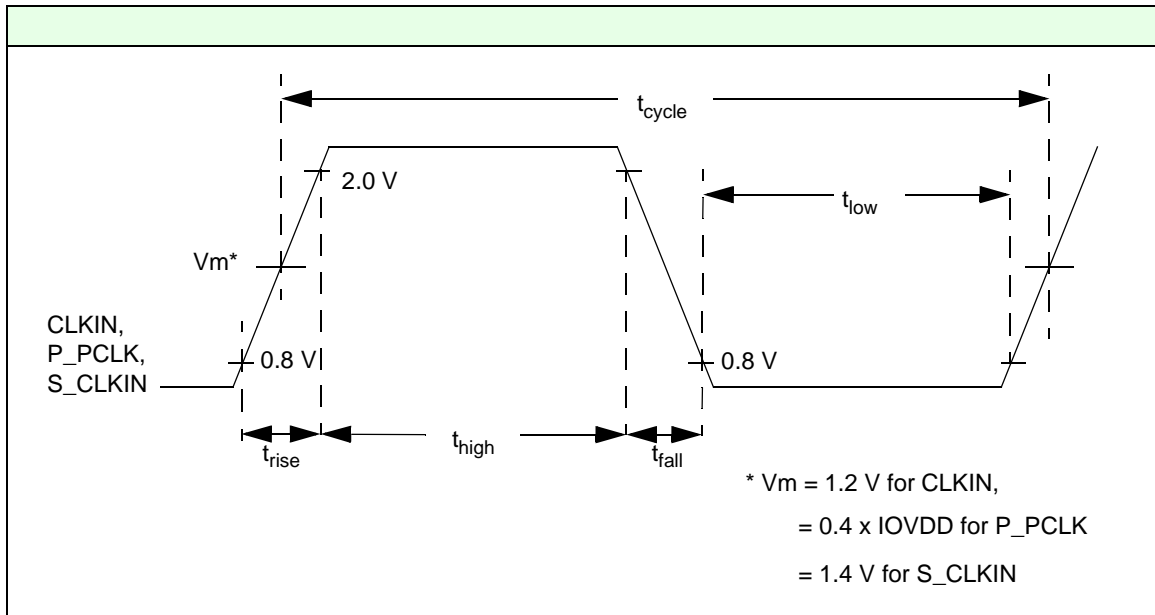 tcycle
2.0 V
tlow
Vm*
CLKIN,
P_PCLK,
S_CLKIN
0.8 V
0.8 V
trise
thigh
tfall
* Vm = 1.2 V for CLKIN,
= 0.4 x IOVDD for P_PCLK
= 1.4 V for S_CLKIN